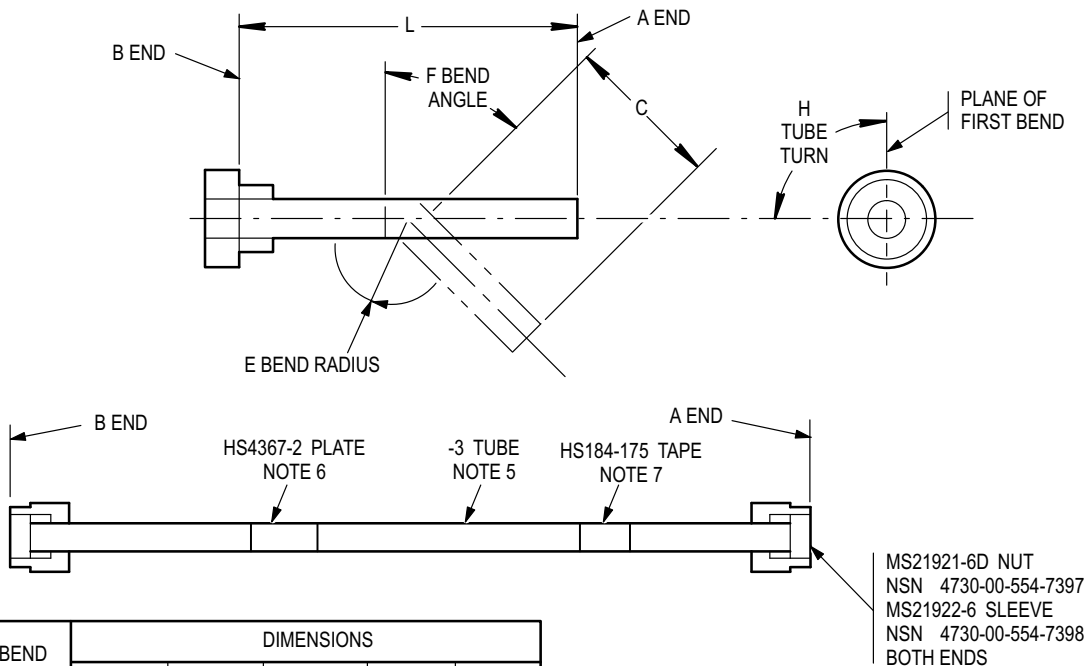 L
A END
B END
F BEND
ANGLE
C
H
TUBE
TURN
PLANE OF
FIRST BEND
E BEND RADIUS
B END
A END
HS4367-2 PLATE
NOTE 6
-3 TUBE
NOTE 5
HS184-175 TAPE
NOTE 7
MS21921-6D NUT
NSN 4730-00-554-7397
MS21922-6 SLEEVE
NSN 4730-00-554-7398
BOTH ENDS
BEND
DIMENSIONS